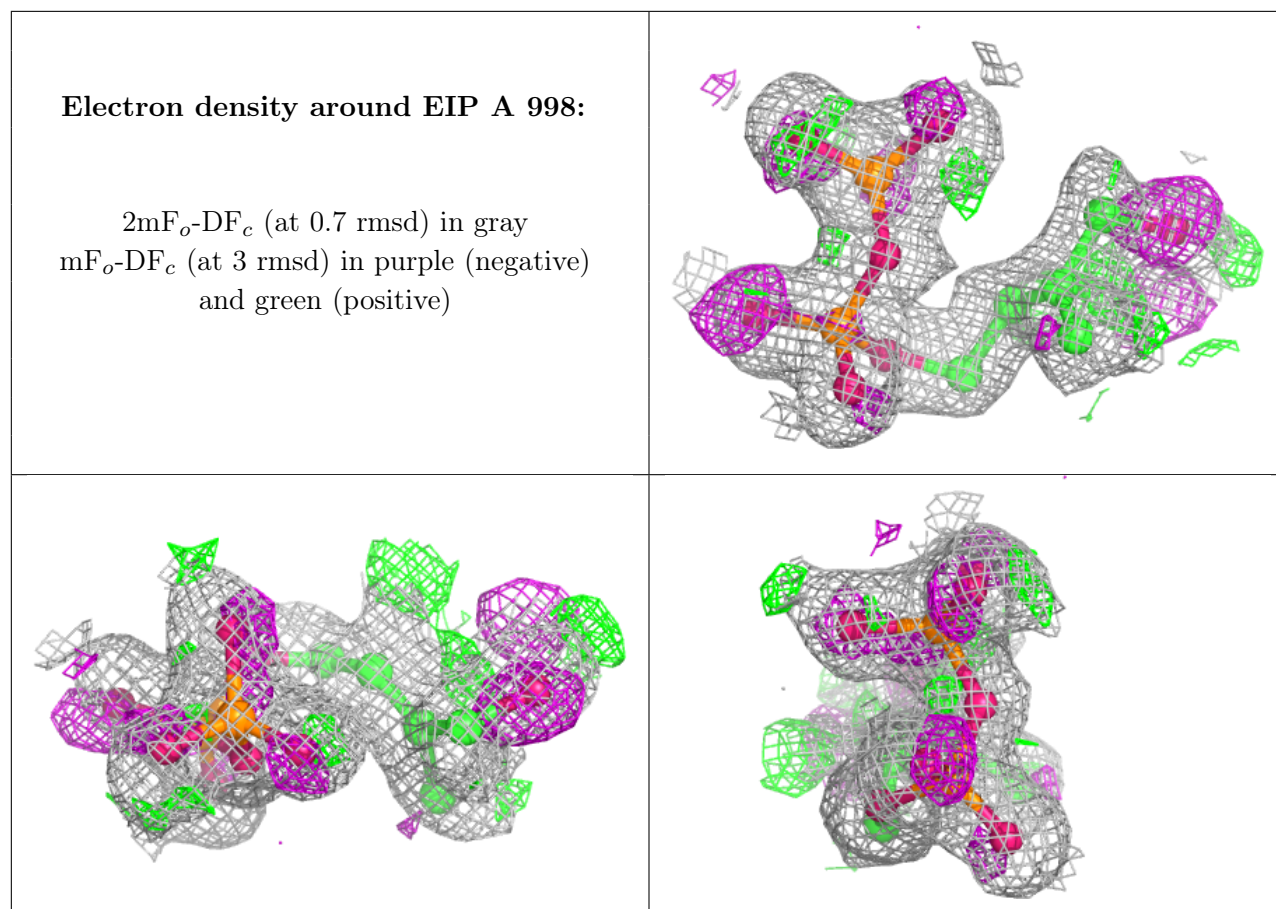 Electron density around EIP A 998:
2mFₒ-DF𝒸 (at 0.7 rmsd) in gray
mFₒ-DF𝒸 (at 3 rmsd) in purple (negative)
and green (positive)